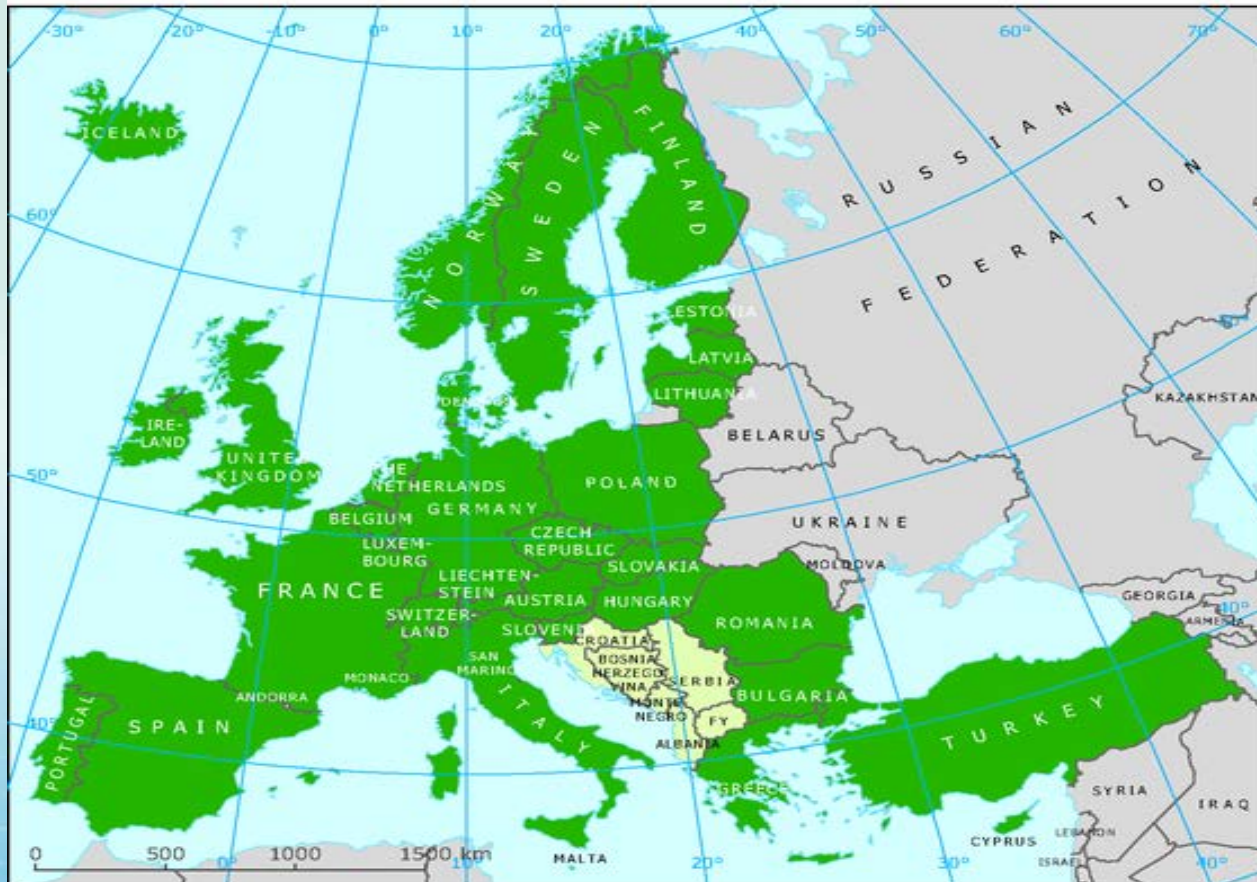 -30°
-20°
-10°
0°
10°
20°
30°
40°
50°
60°
70°
ICELAND
NORWAY
SWEDEN
FINLAND
RUSSIAN
FEDERATION
60°
ESTONIA
LATVIA
LITHUANIA
KAZAKHSTAN
BELARUS
IRE-
LAND
UNITED
KINGDOM
THE
NETHERLANDS
POLAND
50°
BELGIUM
GERMANY
UKRAINE
LUXEM-
BOURG
CZECH
REPUBLIC
SLOVAKIA
MOLDOVA
FRANCE
LIECHTEN-
STEIN
AUSTRIA
HUNGARY
GEORGIA
40°
SWITZER-
LAND
SLOVENI
ROMANIA
ARMENIA
CROATIA
SAN
MARINO
BOSNIA
HERZEGO
VINA
SERBIA
MONACO
ANDORRA
MONTE
NEGRO
BULGARIA
FY
PORTUGAL
SPAIN
40°
ITALY
ALBANIA
TURKEY
GREECE
SYRIA
IRAQ
CYPRUS
LEBANON
ISRAEL
MALTA
0 500 1000 1500 km
0°
10°
20°
30°
40°